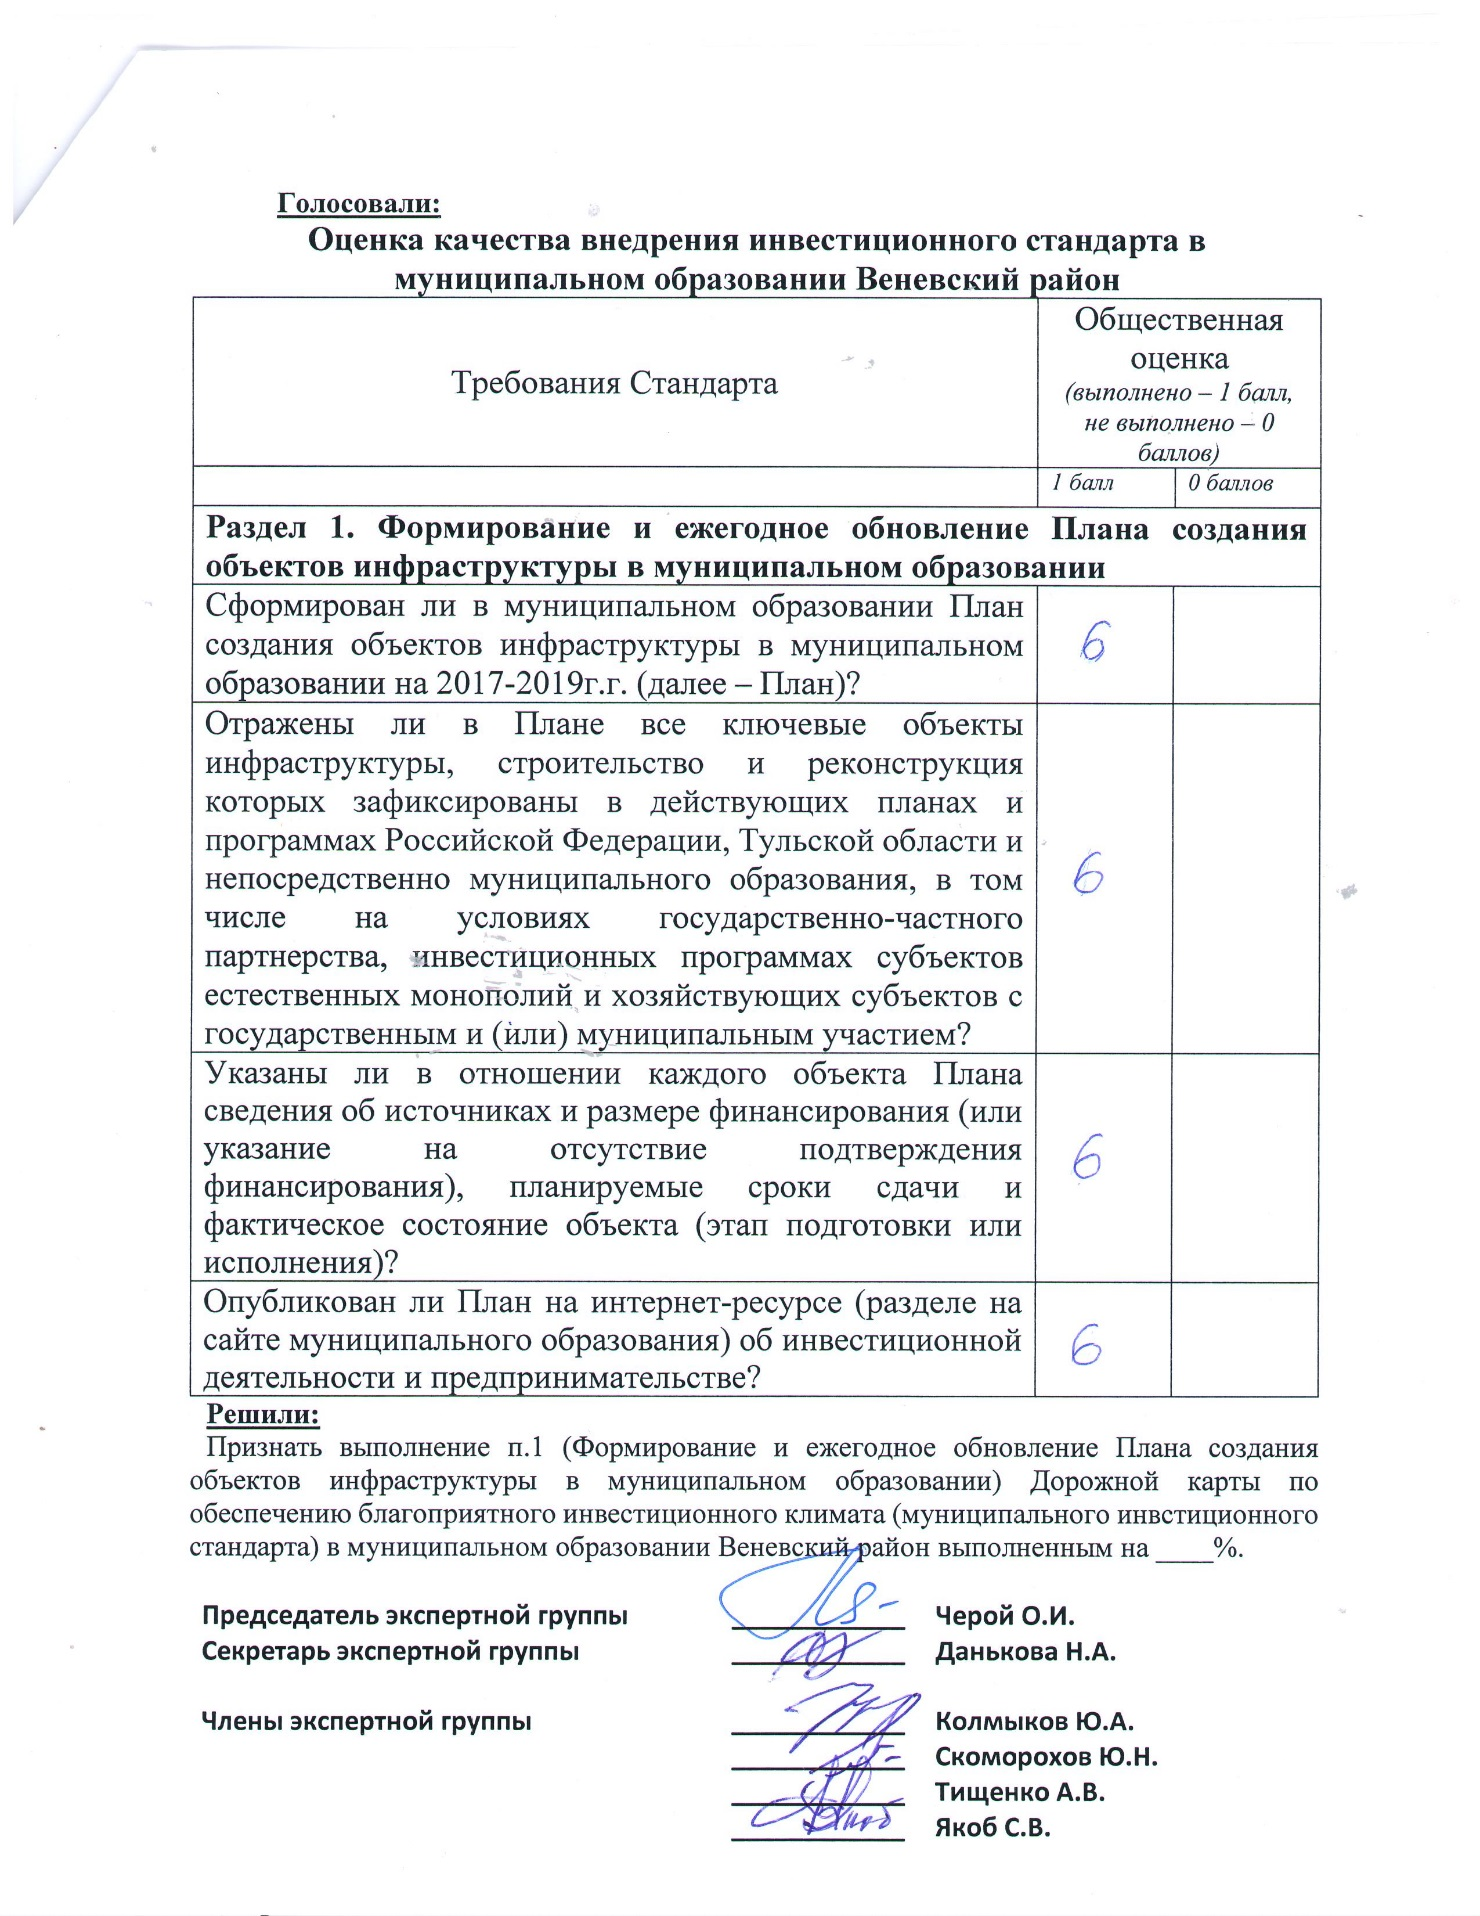 Голосовали:
Оценка качества внедрения инвестиционного стандарта в
муниципальном образовании Веневский район
Требования Стандарта
Общественная
оценка
(выполнено – 1 балл,
не выполнено – 0
баллов)
1 балл 0 баллов
Раздел 1. Формирование и ежегодное обновление Плана создания
объектов инфраструктуры в муниципальном образовании
Сформирован ли в муниципальном образовании План
создания объектов инфраструктуры в муниципальном
образовании на 2017-2019г.г. (далее – План)?
6
Отражены ли в Плане все ключевые объекты
инфраструктуры, строительство и реконструкция
которых зафиксированы в действующих планах и
программах Российской Федерации, Тульской области и
непосредственно муниципального образования, в том
числе на условиях государственно-частного
партнерства, инвестиционных программах субъектов
естественных монополий и хозяйствующих субъектов с
государственным и (или) муниципальным участием?
6
Указаны ли в отношении каждого объекта Плана
сведения об источниках и размере финансирования (или
указание на отсутствие подтверждения
финансирования), планируемые сроки сдачи и
фактическое состояние объекта (этап подготовки или
исполнения)?
6
Опубликован ли План на интернет-ресурсе (разделе на
сайте муниципального образования) об инвестиционной
деятельности и предпринимательстве?
6
Решили:
Признать выполнение п.1 (Формирование и ежегодное обновление Плана создания
объектов инфраструктуры в муниципальном образовании) Дорожной карты по
обеспечению благоприятного инвестиционного климата (муниципального инвстиционного
стандарта) в муниципальном образовании Веневский район выполненным на ____%.
Председатель экспертной группы Черой О.И.
Секретарь экспертной группы Данькова Н.А.
Члены экспертной группы Колмыков Ю.А.
Скоморохов Ю.Н.
Тищенко А.В.
Якоб С.В.